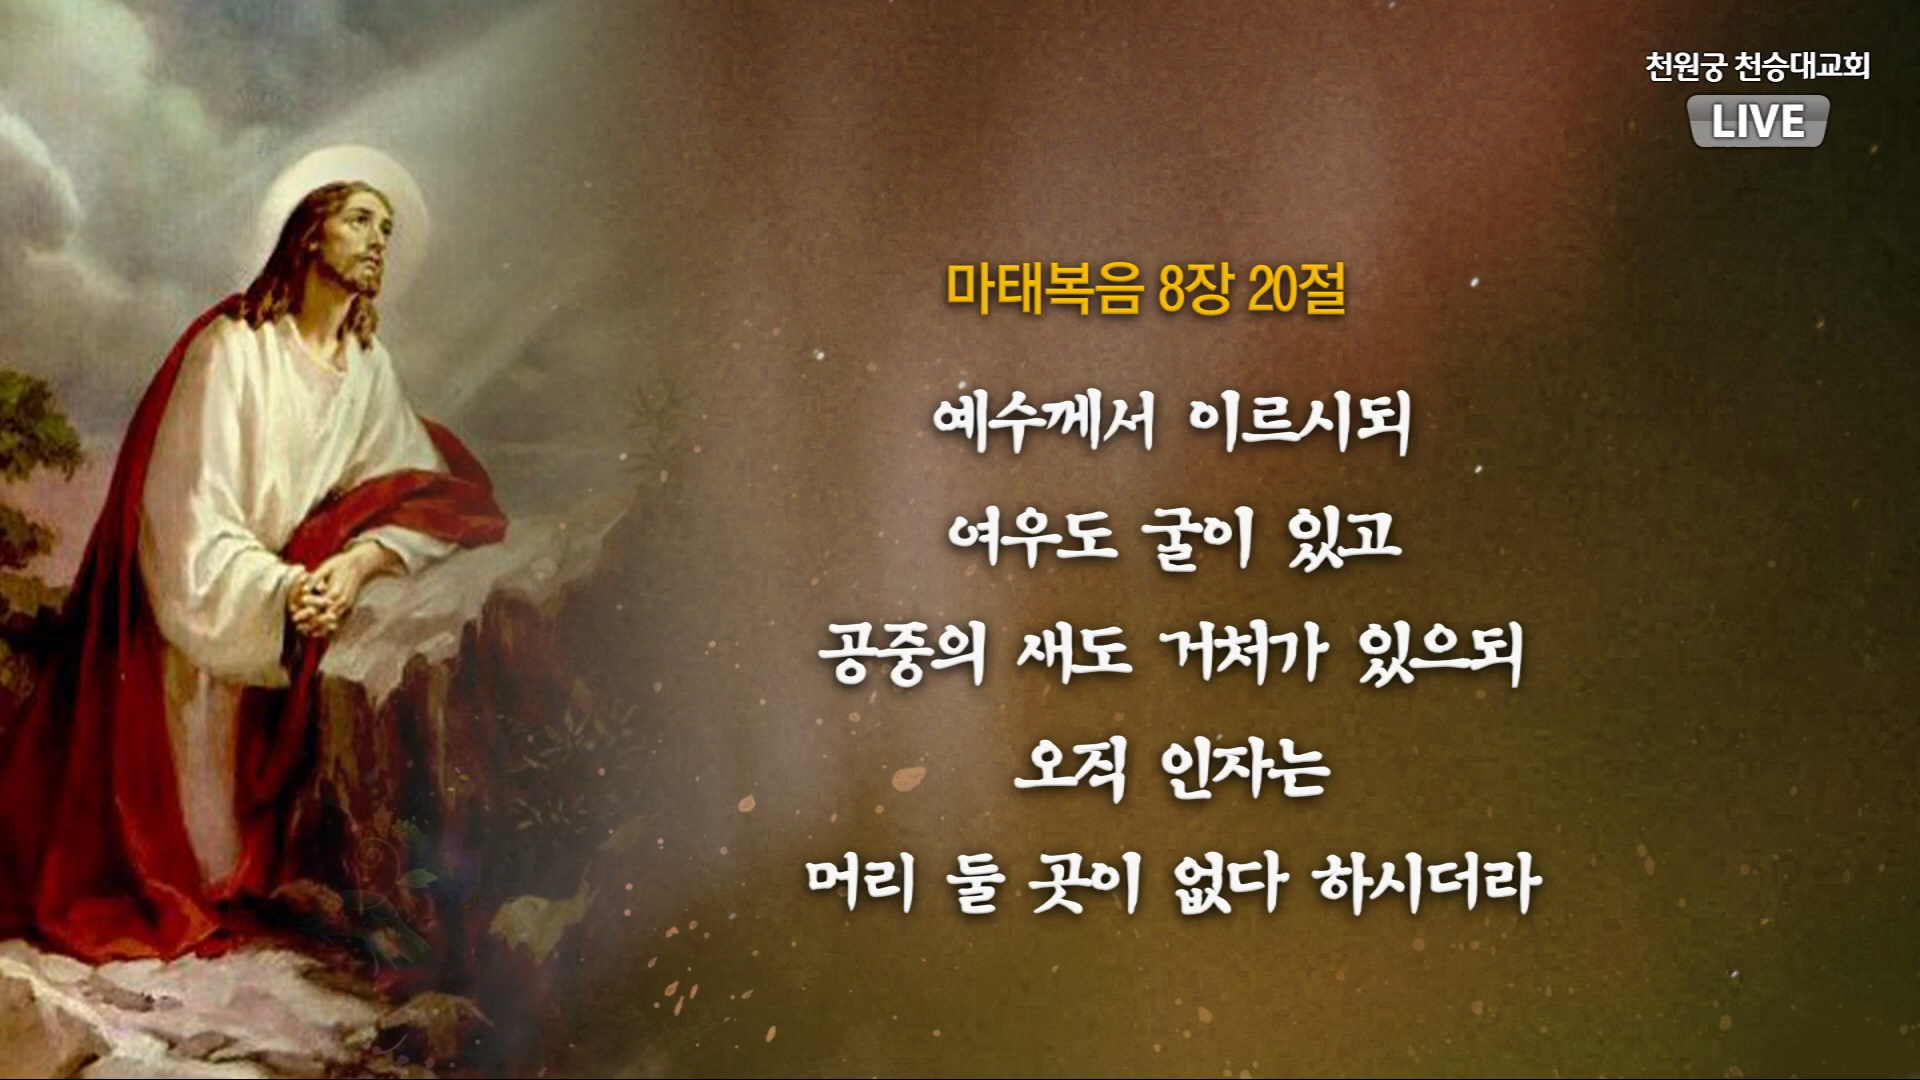 천원궁 천승대교회
LIVE
마태복음 8장 20절
예수께서 이르시되
여우도 굴이 있고
공중의 새도 거처가 있으되
오직 인자는
머리 둘 곳이 없다 하시더라